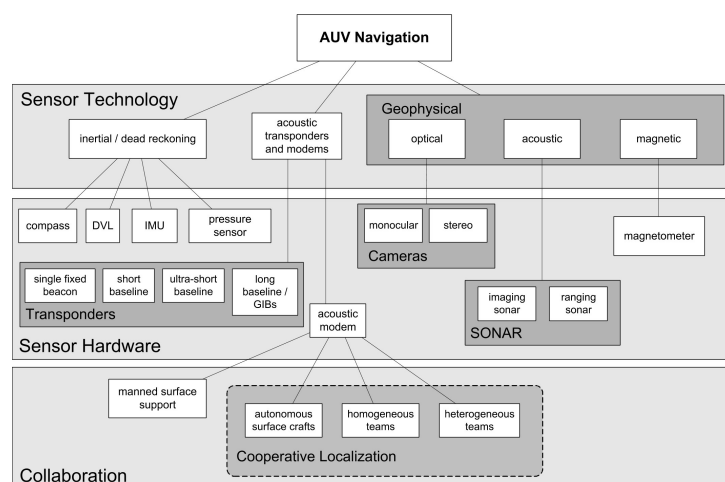 AUV Navigation
Sensor Technology
inertial / dead reckoning
acoustic
transponders
and modems
Geophysical
optical
acoustic
magnetic
compass
DVL
IMU
pressure
sensor
monocular
stereo
Cameras
magnetometer
single fixed
beacon
short
baseline
ultra-short
baseline
long
baseline /
GIBs
Transponders
acoustic
modem
imaging
sonar
ranging
sonar
SONAR
Sensor Hardware
manned surface
support
autonomous
surface crafts
homogeneous
teams
heterogeneous
teams
Cooperative Localization
Collaboration